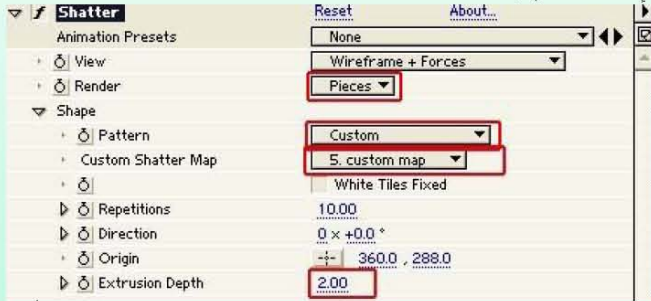 Shatter Reset About...
Animation Presets None
View Wireframe + Forces
Render Pieces
Shape
Pattern Custom
Custom Shatter Map 5. custom map
White Tiles Fixed
Repetitions 10.00
Direction 0 x +0.0 °
Origin 360.0 , 288.0
Extrusion Depth 2.00